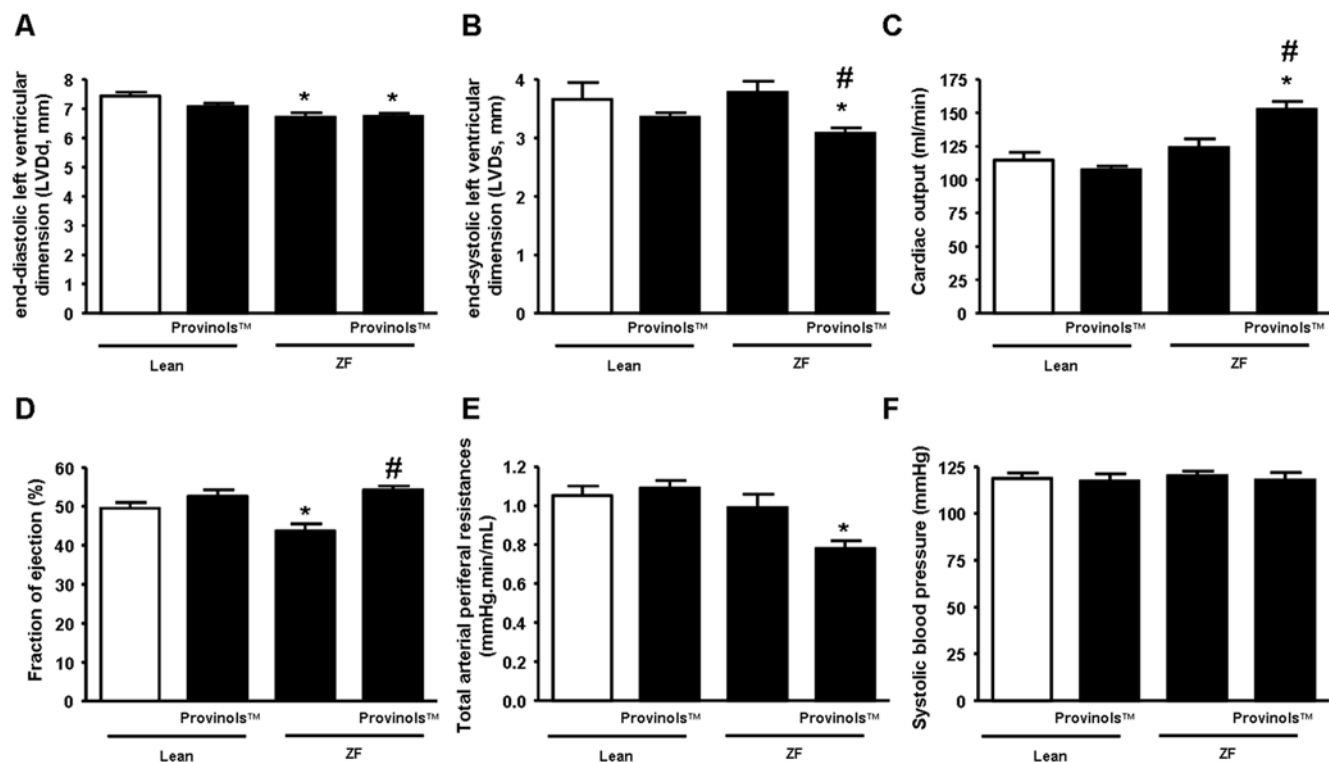 A
end-diastolic left ventricular
dimension (LVDd, mm)
8
7
6
5
4
3
2
1
0
*
*
Provinols™
Provinols™
Lean
ZF
B
end-systolic left ventricular
dimension (LVDs, mm)
4
3
2
1
0
#
*
Provinols™
Provinols™
Lean
ZF
C
Cardiac output (ml/min)
175
150
125
100
75
50
25
0
#
*
Provinols™
Provinols™
Lean
ZF
D
Fraction of ejection (%)
60
50
40
30
20
10
0
*
#
Provinols™
Provinols™
Lean
ZF
E
Total arterial periferal resistances
(mmHg.min/mL)
1.2
1.0
0.8
0.6
0.4
0.2
0.0
*
Provinols™
Provinols™
Lean
ZF
F
Systolic blood pressure (mmHg)
125
100
75
50
25
0
Provinols™
Provinols™
Lean
ZF